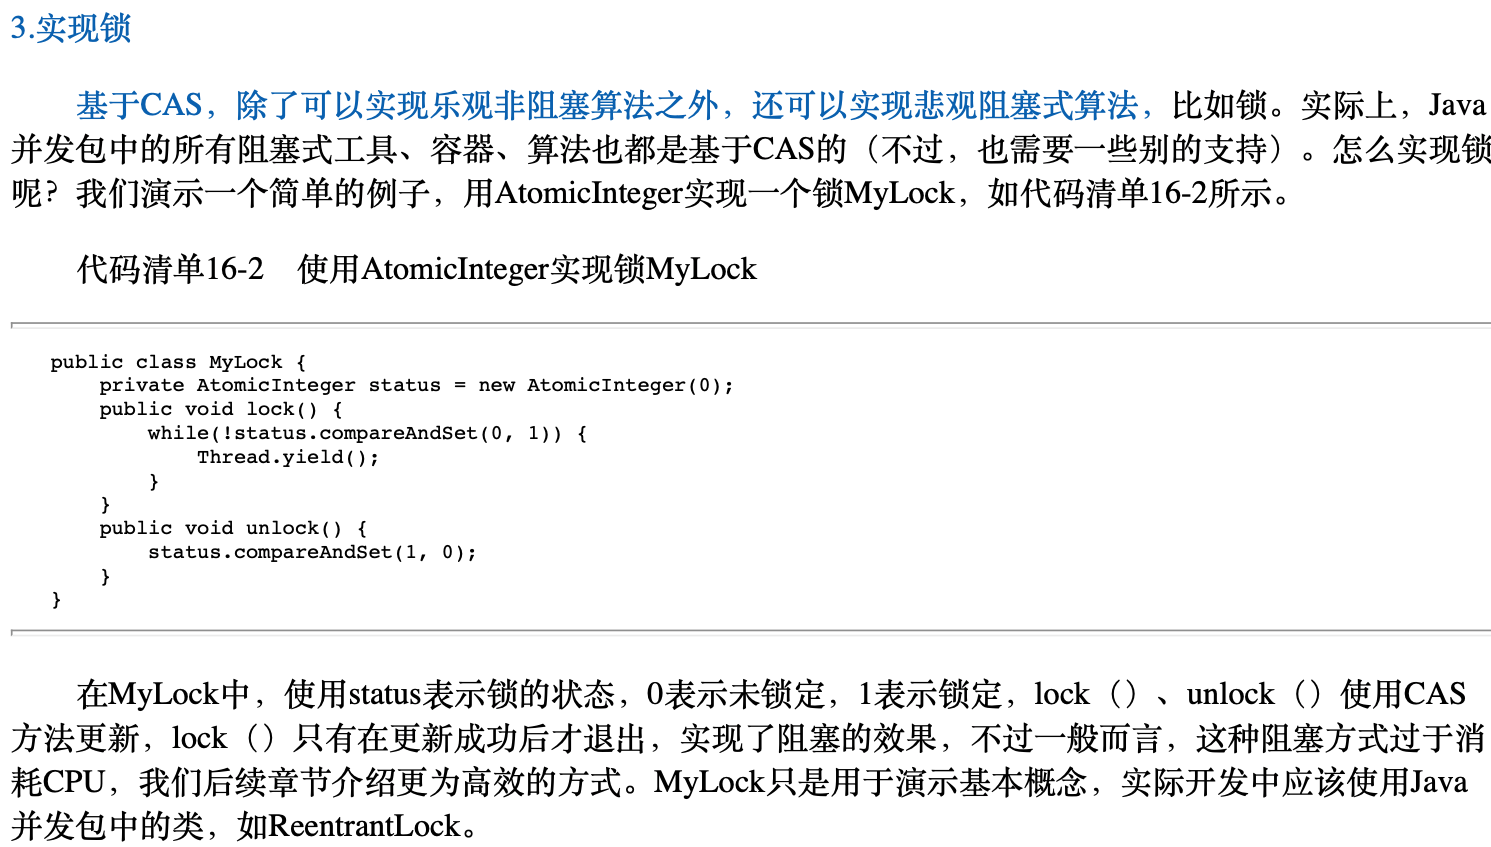 3.实现锁
基于CAS，除了可以实现乐观非阻塞算法之外，还可以实现悲观阻塞式算法，比如锁。实际上，Java
并发包中的所有阻塞式工具、容器、算法也都是基于CAS的（不过，也需要一些别的支持）。怎么实现锁
呢？我们演示一个简单的例子，用AtomicInteger实现一个锁MyLock，如代码清单16-2所示。
代码清单16-2　使用AtomicInteger实现锁MyLock
public class MyLock {
    private AtomicInteger status = new AtomicInteger(0);
    public void lock() {
        while(!status.compareAndSet(0, 1)) {
            Thread.yield();
        }
    }
    public void unlock() {
        status.compareAndSet(1, 0);
    }
}
在MyLock中，使用status表示锁的状态，0表示未锁定，1表示锁定，lock（）、unlock（）使用CAS
方法更新，lock（）只有在更新成功后才退出，实现了阻塞的效果，不过一般而言，这种阻塞方式过于消
耗CPU，我们后续章节介绍更为高效的方式。MyLock只是用于演示基本概念，实际开发中应该使用Java
并发包中的类，如ReentrantLock。